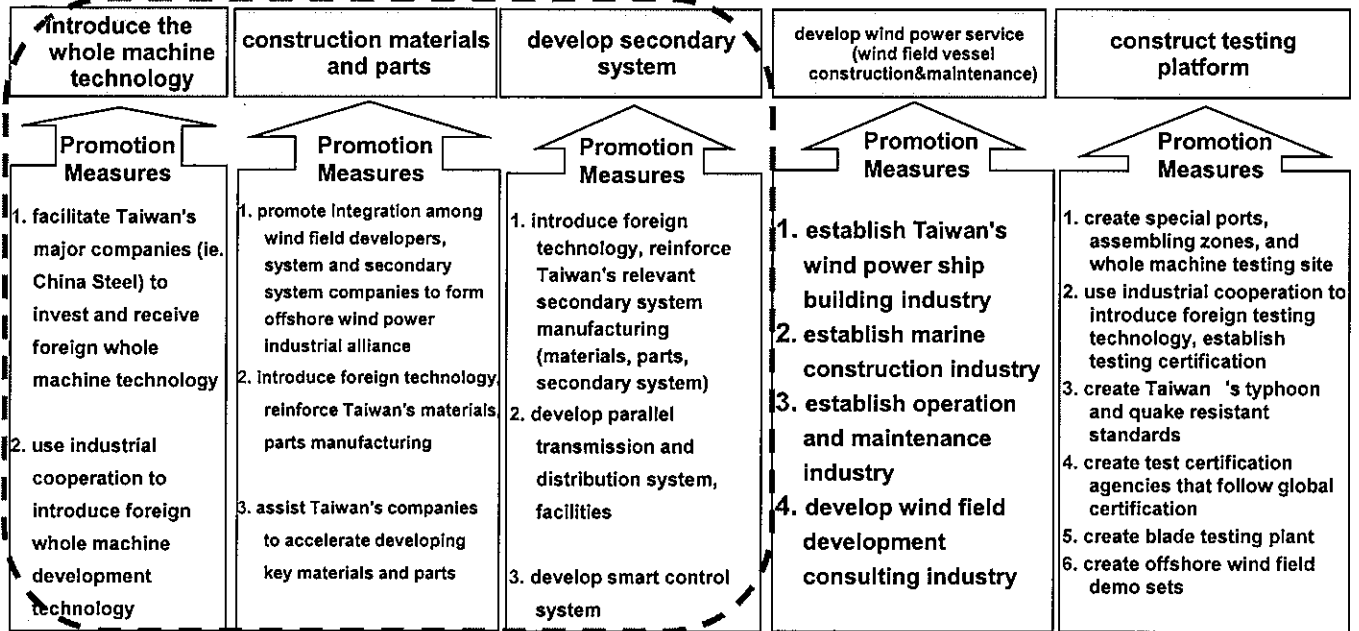 introduce the
whole machine
technology
Promotion
Measures
1. facilitate Taiwan's
major companies (ie.
China Steel) to
invest and receive
foreign whole
machine technology
2. use industrial
cooperation to
introduce foreign
whole machine
development
technology
construction materials
and parts
Promotion
Measures
1. promote integration among
wind field developers,
system and secondary
system companies to form
offshore wind power
industrial alliance
2. introduce foreign technology,
reinforce Taiwan's materials,
parts manufacturing
3. assist Taiwan's companies
to accelerate developing
key materials and parts
develop secondary
system
Promotion
Measures
1. introduce foreign
technology, reinforce
Taiwan's relevant
secondary system
manufacturing
(materials, parts,
secondary system)
2. develop parallel
transmission and
distribution system,
facilities
3. develop smart control
system
develop wind power service
(wind field vessel
construction&maintenance)
Promotion
Measures
1. establish Taiwan's
wind power ship
building industry
2. establish marine
construction industry
3. establish operation
and maintenance
industry
4. develop wind field
development
consulting industry
construct testing
platform
Promotion
Measures
1. create special ports,
assembling zones, and
whole machine testing site
2. use industrial cooperation to
introduce foreign testing
technology, establish
testing certification
3. create Taiwan 's typhoon
and quake resistant
standards
4. create test certification
agencies that follow global
certification
5. create blade testing plant
6. create offshore wind field
demo sets